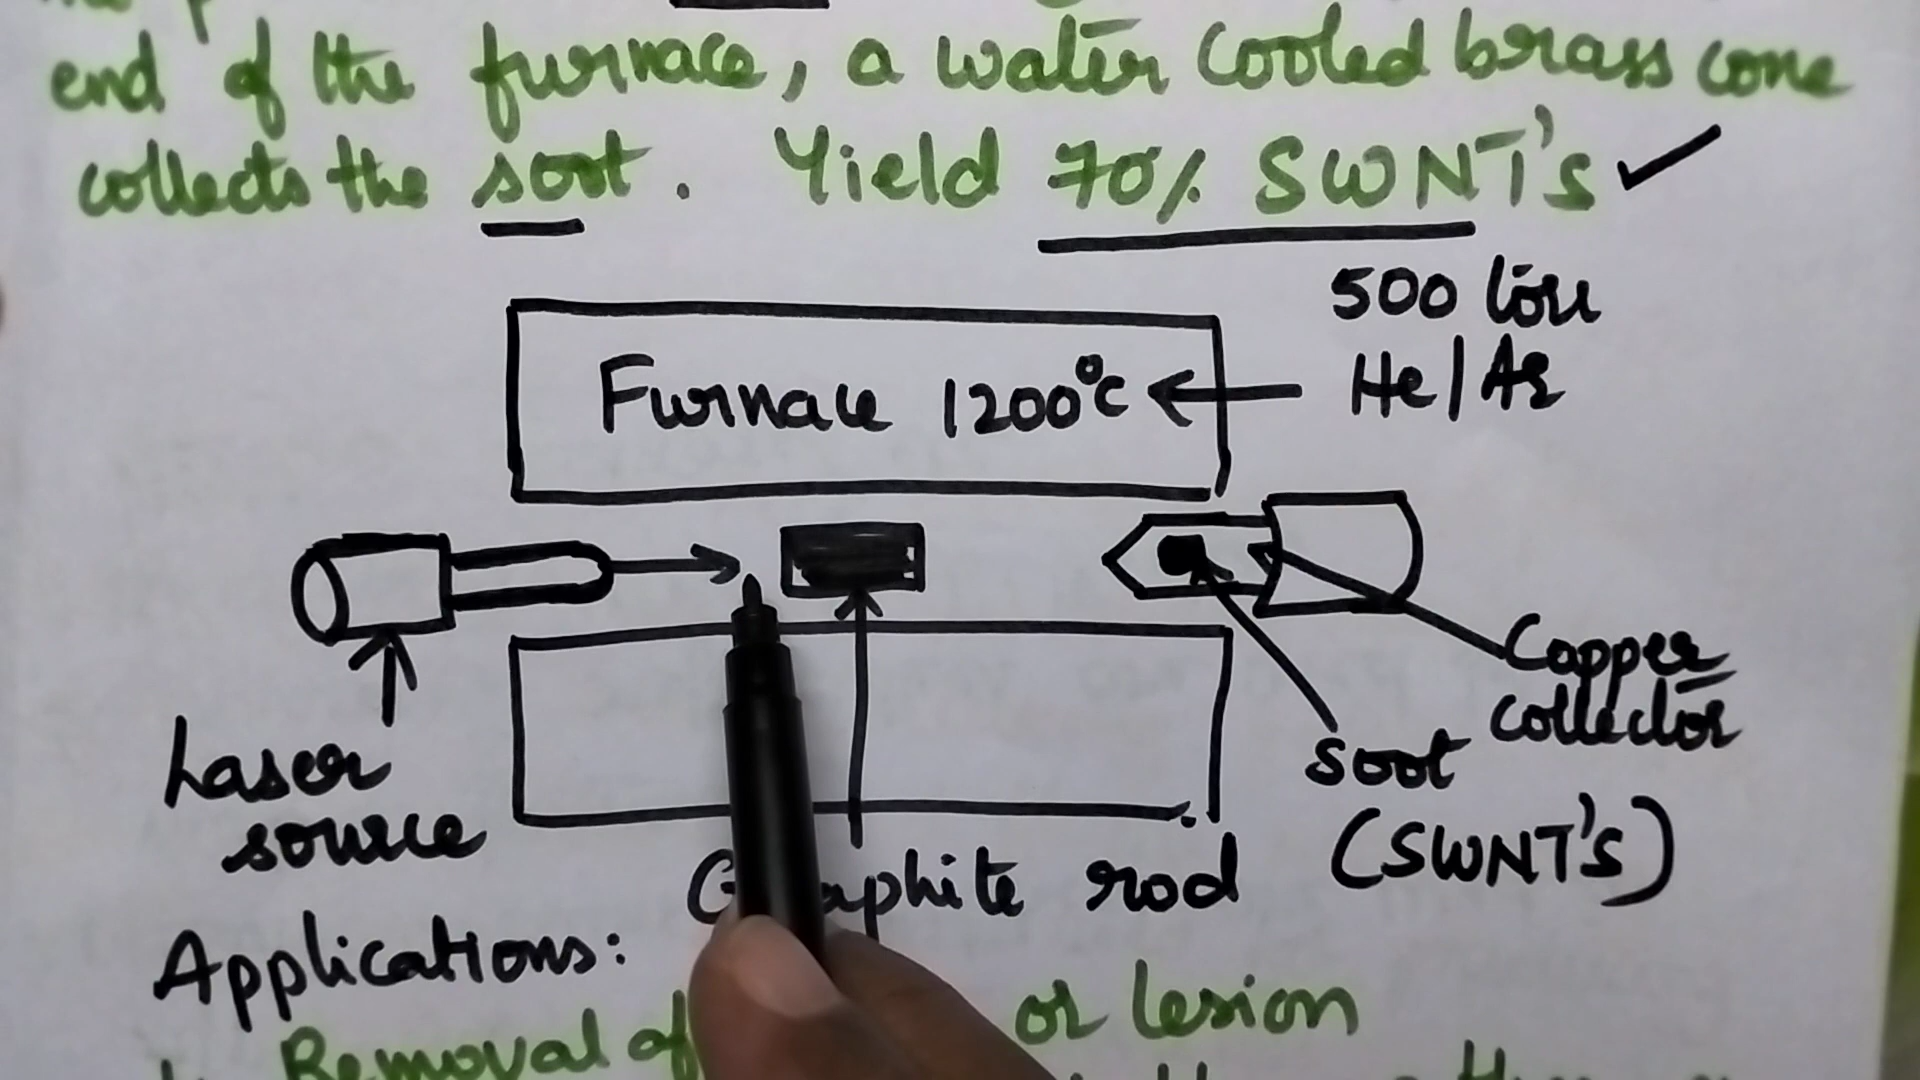 end of the furnace, a water cooled brass cone
collects the soot. Yield 70% SWNT's ✓
500 torr
He/Ar
Furnace 1200°C
Copper
collector
Laser
source
soot
(SWNT's)
Graphite rod
Applications:
Removal of
or lesion